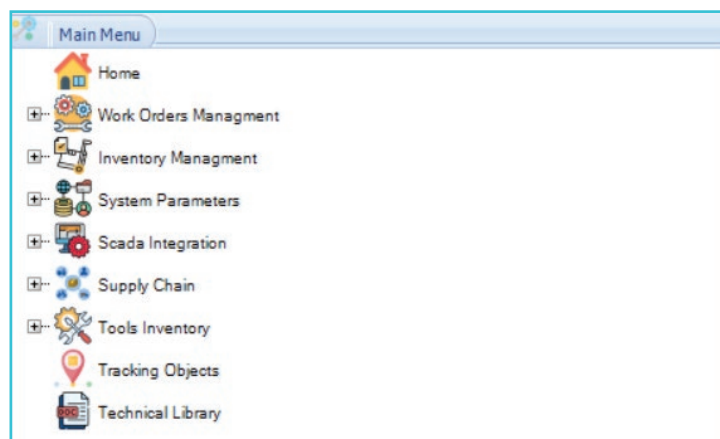 Main Menu
Home
Work Orders Managment
Inventory Managment
System Parameters
Scada Integration
Supply Chain
Tools Inventory
Tracking Objects
DOC
Technical Library